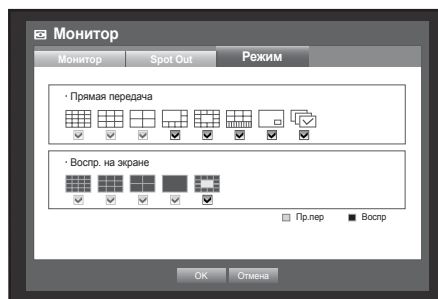 Монитор
Монитор Spot Out Режим
· Прямая передача
· Воспр. на экране
Пр.пер Воспр
OK Отмена